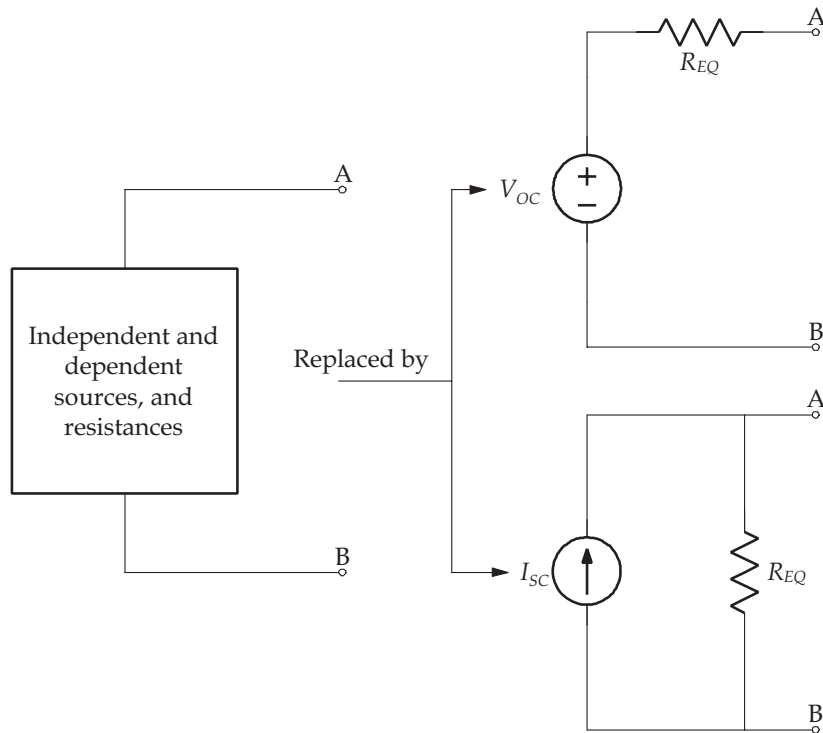 A
R_EQ
A
V_OC
+
−
Independent and
dependent
sources, and
resistances
Replaced by
B
A
B
I_SC
R_EQ
B